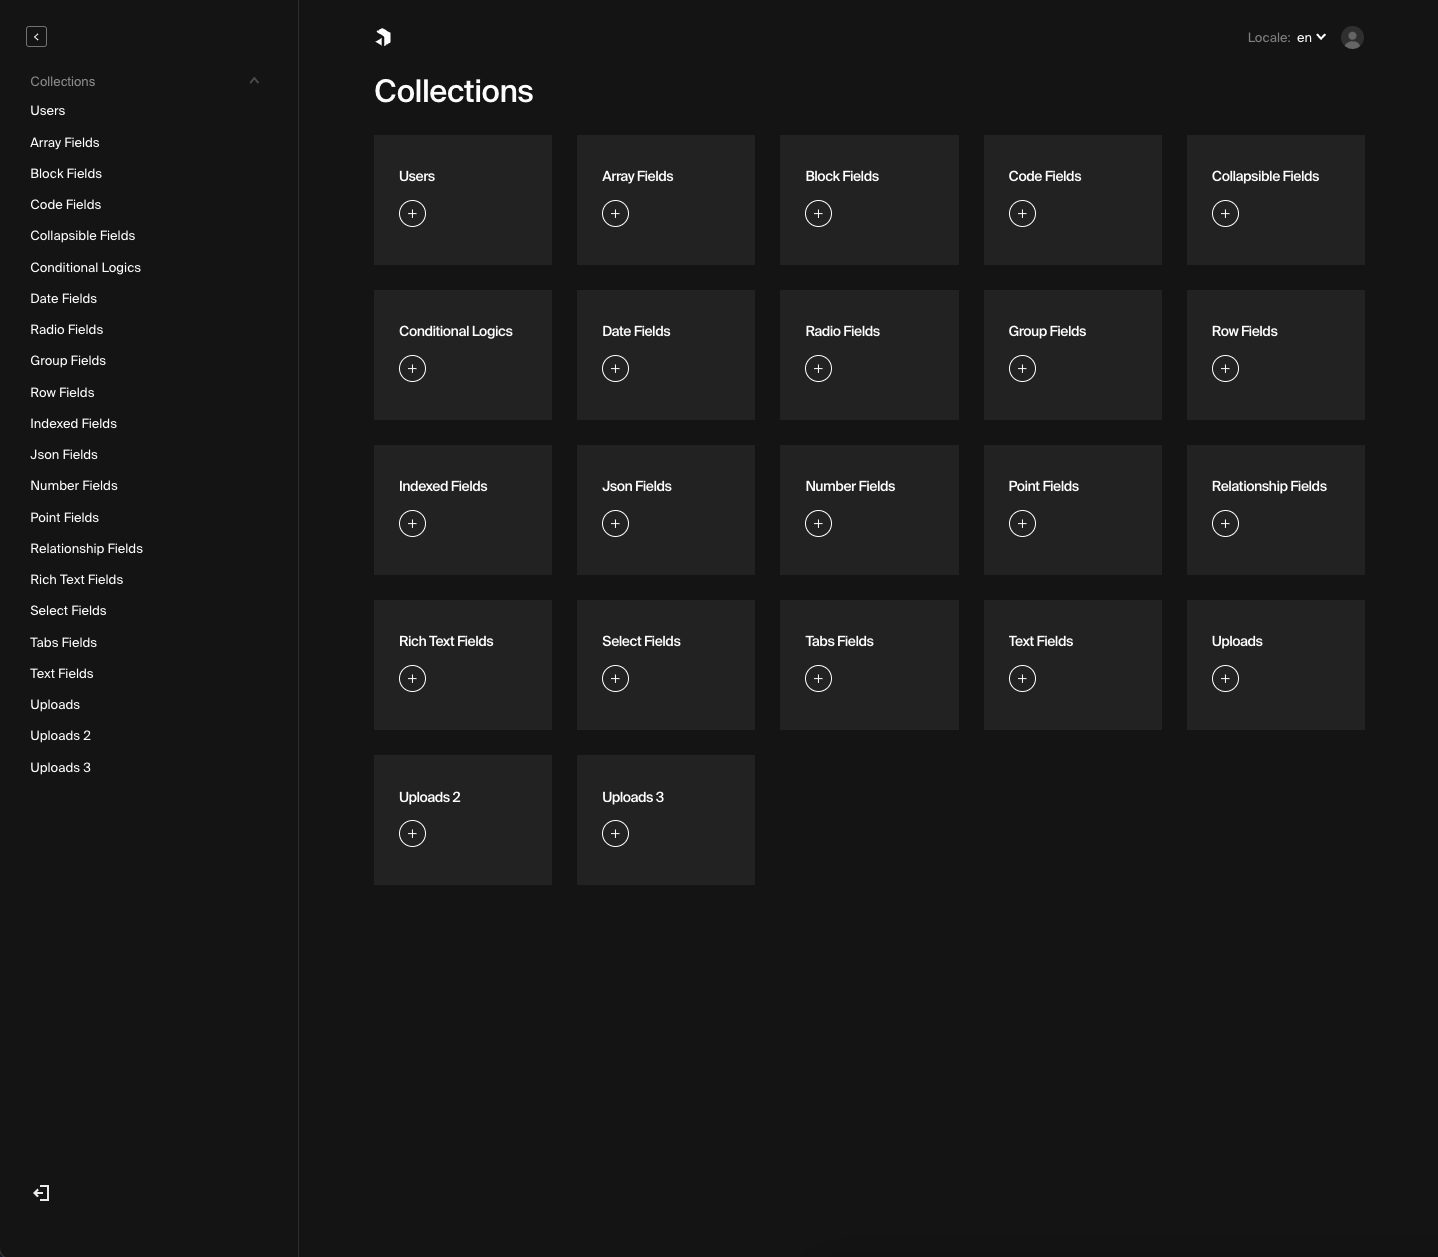 Collections
Users
Array Fields
Block Fields
Code Fields
Collapsible Fields
Conditional Logics
Date Fields
Radio Fields
Group Fields
Row Fields
Indexed Fields
Json Fields
Number Fields
Point Fields
Relationship Fields
Rich Text Fields
Select Fields
Tabs Fields
Text Fields
Uploads
Uploads 2
Uploads 3
Locale: en
Collections
Users
Array Fields
Block Fields
Code Fields
Collapsible Fields
Conditional Logics
Date Fields
Radio Fields
Group Fields
Row Fields
Indexed Fields
Json Fields
Number Fields
Point Fields
Relationship Fields
Rich Text Fields
Select Fields
Tabs Fields
Text Fields
Uploads
Uploads 2
Uploads 3